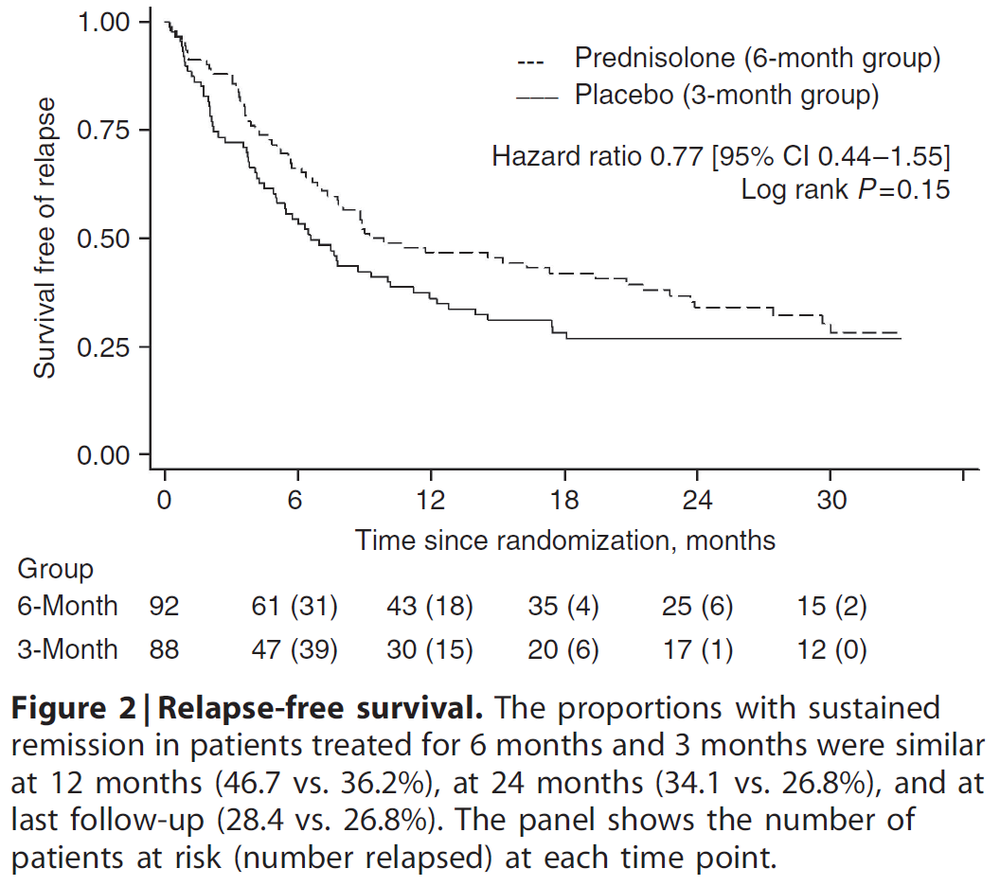 1.00
0.75
0.50
0.25
0.00
Survival free of relapse
--- Prednisolone (6-month group)
—— Placebo (3-month group)
Hazard ratio 0.77 [95% CI 0.44–1.55]
Log rank P=0.15
0 6 12 18 24 30
Time since randomization, months
Group
6-Month 92 61 (31) 43 (18) 35 (4) 25 (6) 15 (2)
3-Month 88 47 (39) 30 (15) 20 (6) 17 (1) 12 (0)
Figure 2 | Relapse-free survival. The proportions with sustained
remission in patients treated for 6 months and 3 months were similar
at 12 months (46.7 vs. 36.2%), at 24 months (34.1 vs. 26.8%), and at
last follow-up (28.4 vs. 26.8%). The panel shows the number of
patients at risk (number relapsed) at each time point.